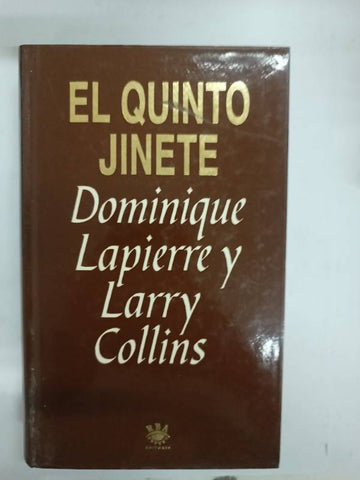 EL QUINTO
JINETE
Dominique
Lapierre y
Larry
Collins